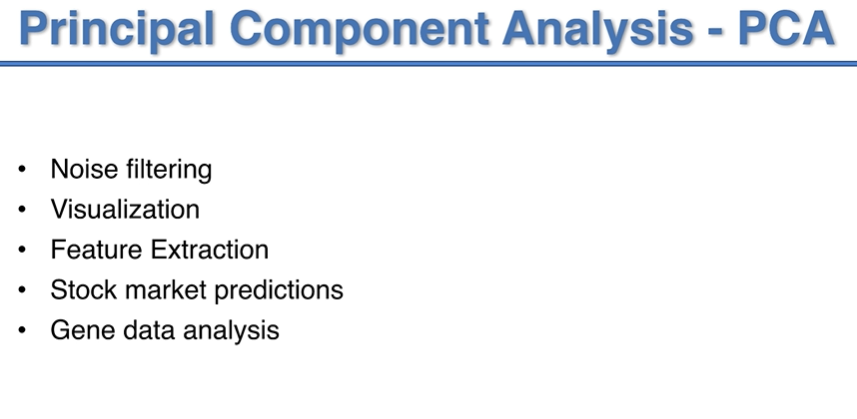 Principal Component Analysis - PCA
• Noise filtering
• Visualization
• Feature Extraction
• Stock market predictions
• Gene data analysis